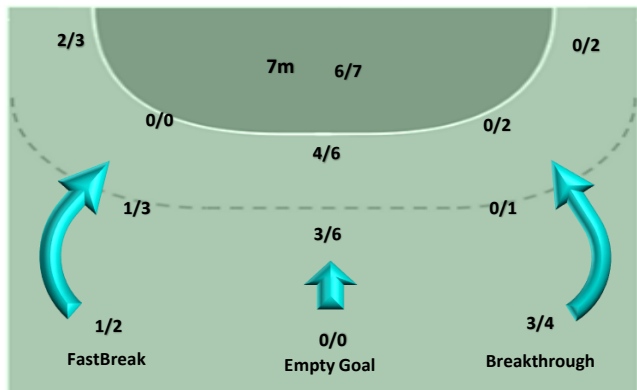 2/3
0/2
7m 6/7
0/0
0/2
4/6
1/3
0/1
3/6
1/2
0/0
3/4
FastBreak
Empty Goal
Breakthrough